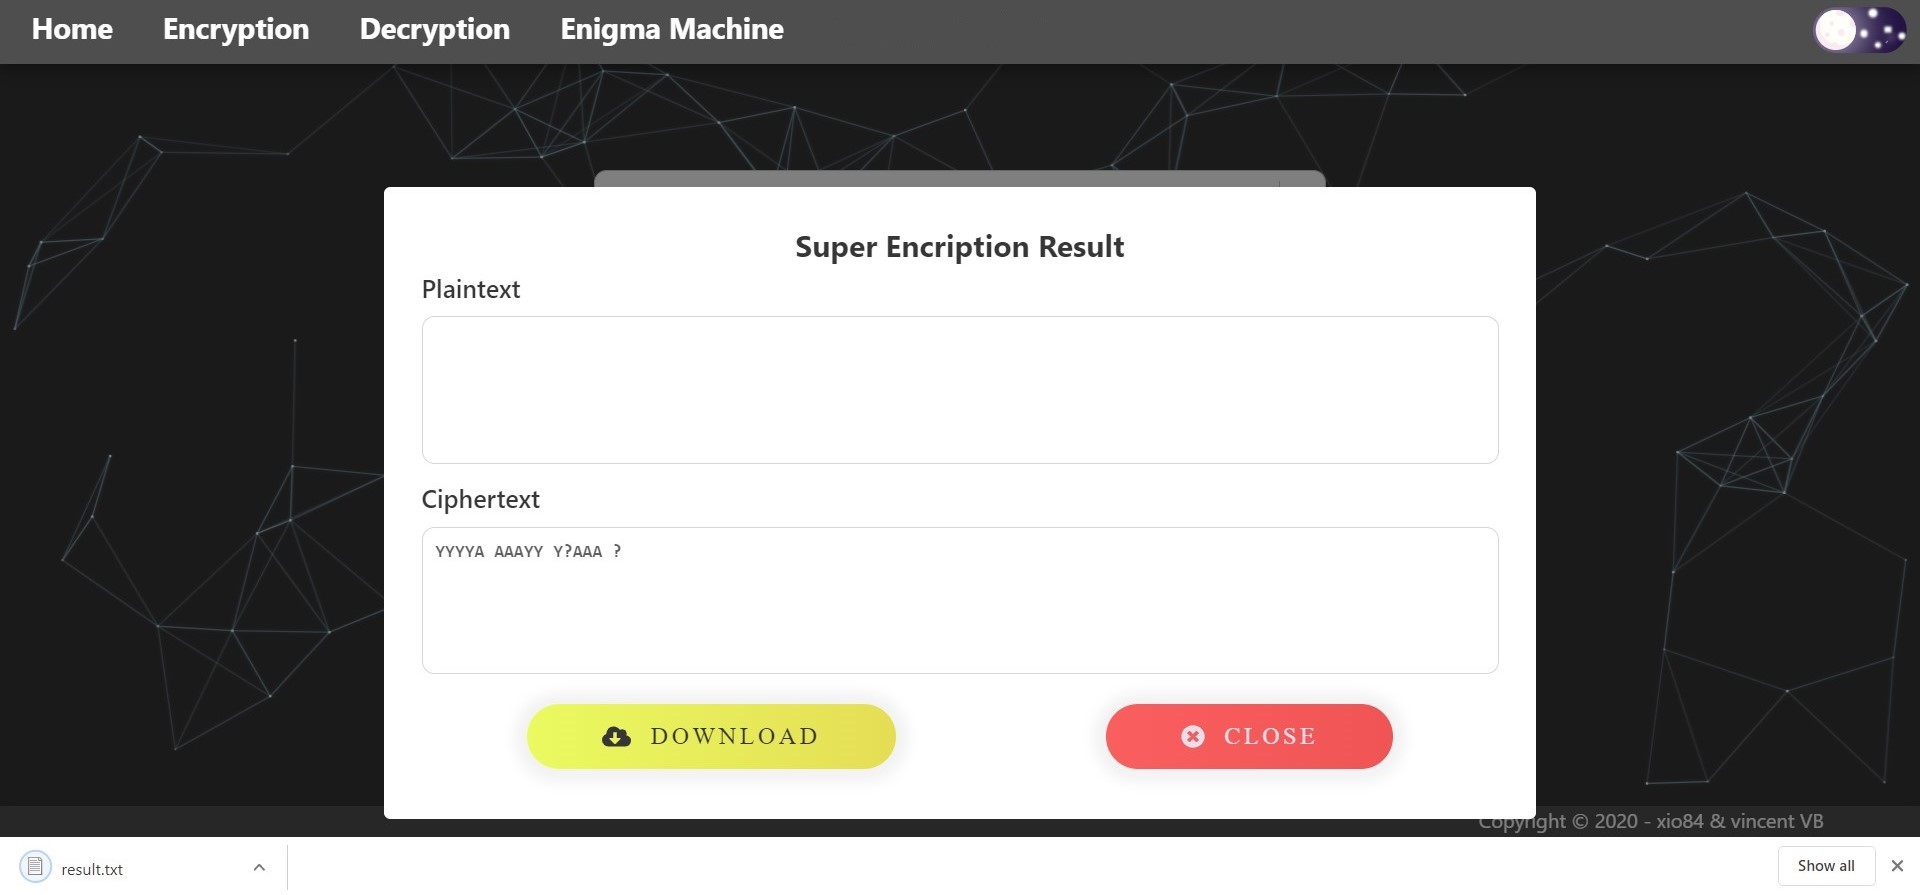 Home Encryption Decryption Enigma Machine
Super Encription Result
Plaintext
Ciphertext
YYYYA AAAYY Y?AAA ?
DOWNLOAD CLOSE
Copyright © 2020 - xio84 & vincent VB
result.txt Show all